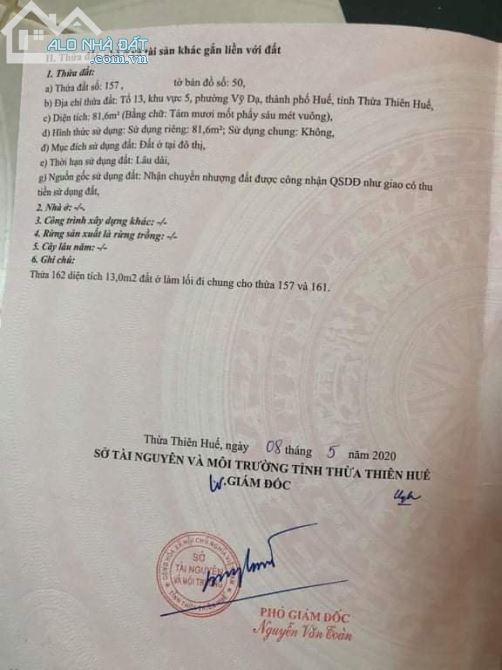 ALO NHÀ ĐẤT
.com.vn
II. Thửa đất, tài sản khác gắn liền với đất
1. Thửa đất:
a) Thửa đất số: 157, tờ bản đồ số: 50,
b) Địa chỉ thửa đất: Tổ 13, khu vực 5, phường Vỹ Dạ, thành phố Huế, tỉnh Thừa Thiên Huế,
c) Diện tích: 81,6m² (Bằng chữ: Tám mươi mốt phẩy sáu mét vuông),
d) Hình thức sử dụng: Sử dụng riêng: 81,6m²; Sử dụng chung: Không,
đ) Mục đích sử dụng đất: Đất ở tại đô thị,
e) Thời hạn sử dụng đất: Lâu dài,
g) Nguồn gốc sử dụng đất: Nhận chuyển nhượng đất được công nhận QSDĐ như giao có thu
tiền sử dụng đất,
2. Nhà ở: -/-
3. Công trình xây dựng khác: -/-
4. Rừng sản xuất là rừng trồng: -/-
5. Cây lâu năm: -/-
6. Ghi chú:
Thửa 162 diện tích 13,0m2 đất ở làm lối đi chung cho thửa 157 và 161.
Thừa Thiên Huế, ngày 08 tháng 5 năm 2020
SỞ TÀI NGUYÊN VÀ MÔI TRƯỜNG TỈNH THỪA THIÊN HUẾ
GIÁM ĐỐC
SỞ
TÀI NGUYÊN
VÀ MÔI TRƯỜNG
PHÓ GIÁM ĐỐC
Nguyễn Văn Toàn